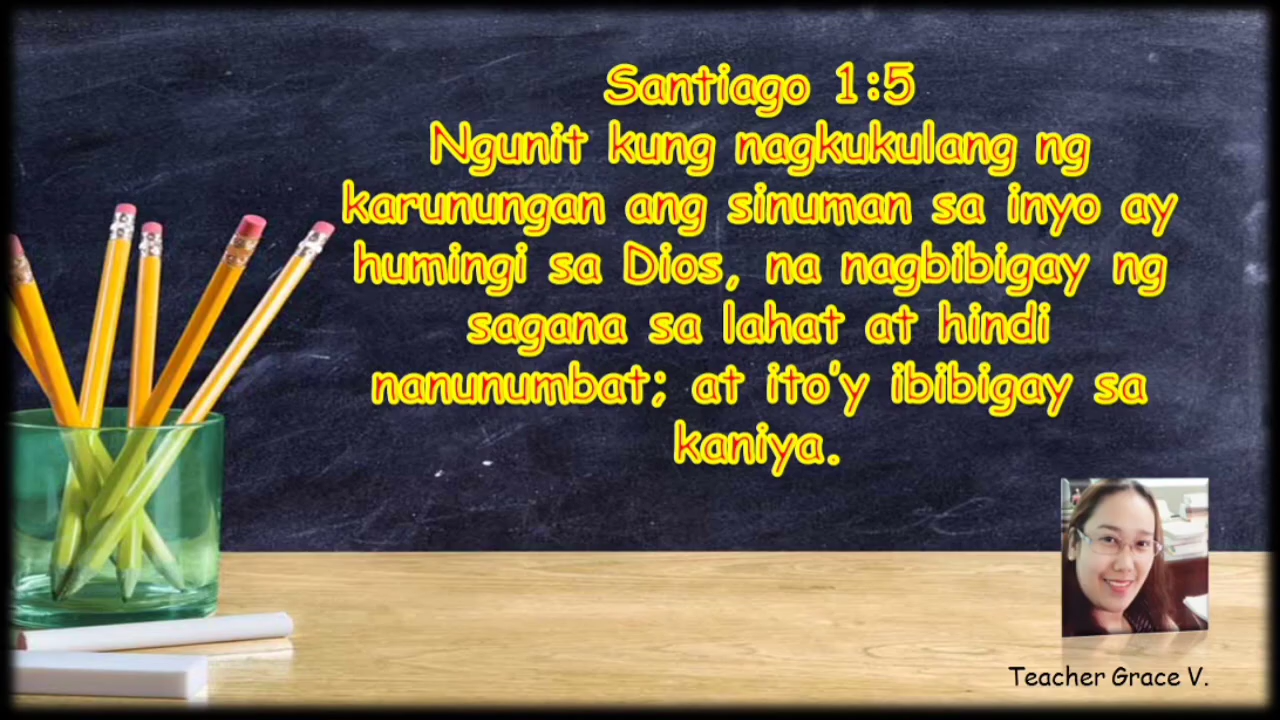 Santiago 1:5
Ngunit kung nagkukulang ng
karunungan ang sinuman sa inyo ay
humingi sa Dios, na nagbibigay ng
sagana sa lahat at hindi
nanunumbat; at ito'y ibibigay sa
kaniya.
Teacher Grace V.